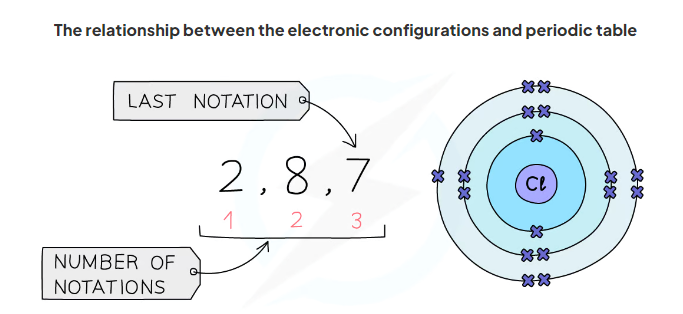 The relationship between the electronic configurations and periodic table
LAST NOTATION
2, 8, 7
1 2 3
Cl
NUMBER OF
NOTATIONS